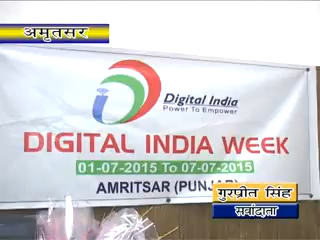 अमृतसर
Digital India
Power To Empower
DIGITAL INDIA WEEK
01-07-2015 To 07-07-2015
AMRITSAR (PUNJAB)
गुरप्रीत सिंह
संवाददाता